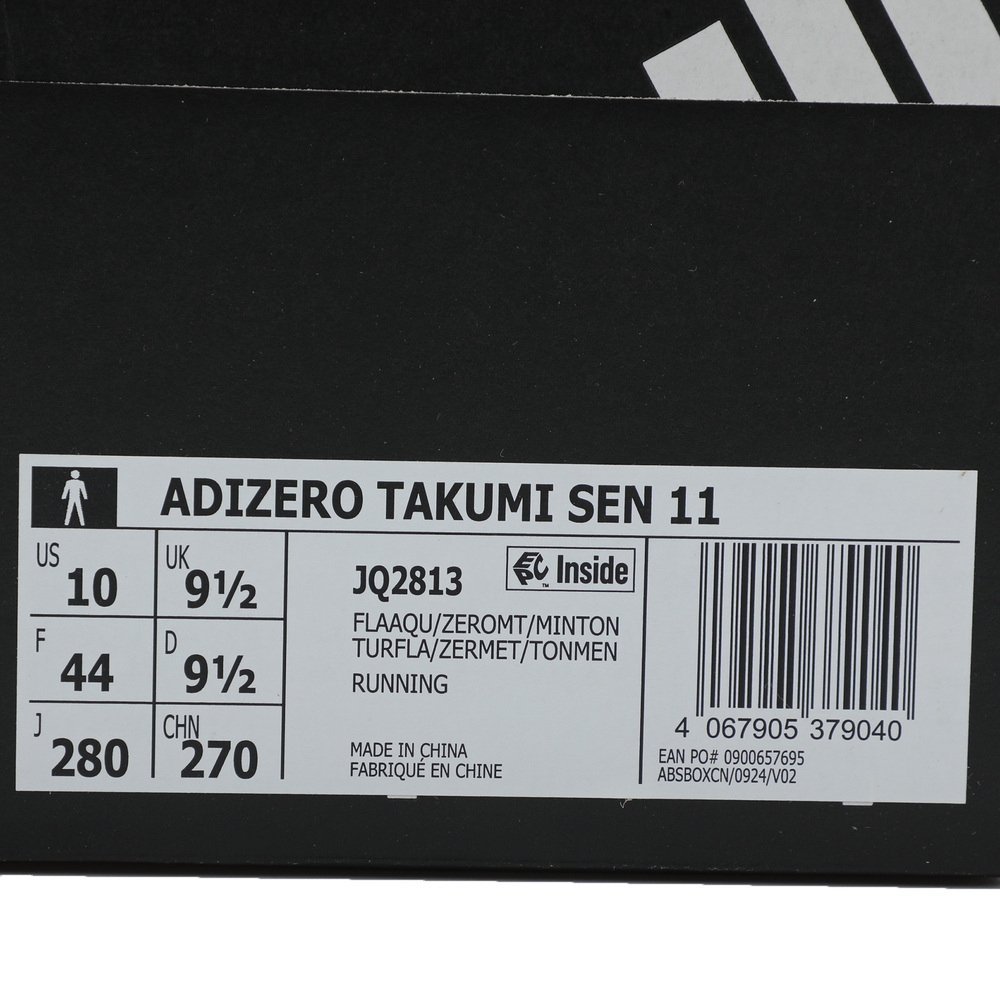 ADIZERO TAKUMI SEN 11
US 10
UK 9½
F 44
D 9½
J 280
CHN 270
JQ2813
EPC Inside
™
FLAAQU/ZEROMT/MINTON
TURFLA/ZERMET/TONMEN
RUNNING
MADE IN CHINA
FABRIQUÉ EN CHINE
4 067905 379040
EAN PO# 0900657695
ABSBOXCN/0924/V02